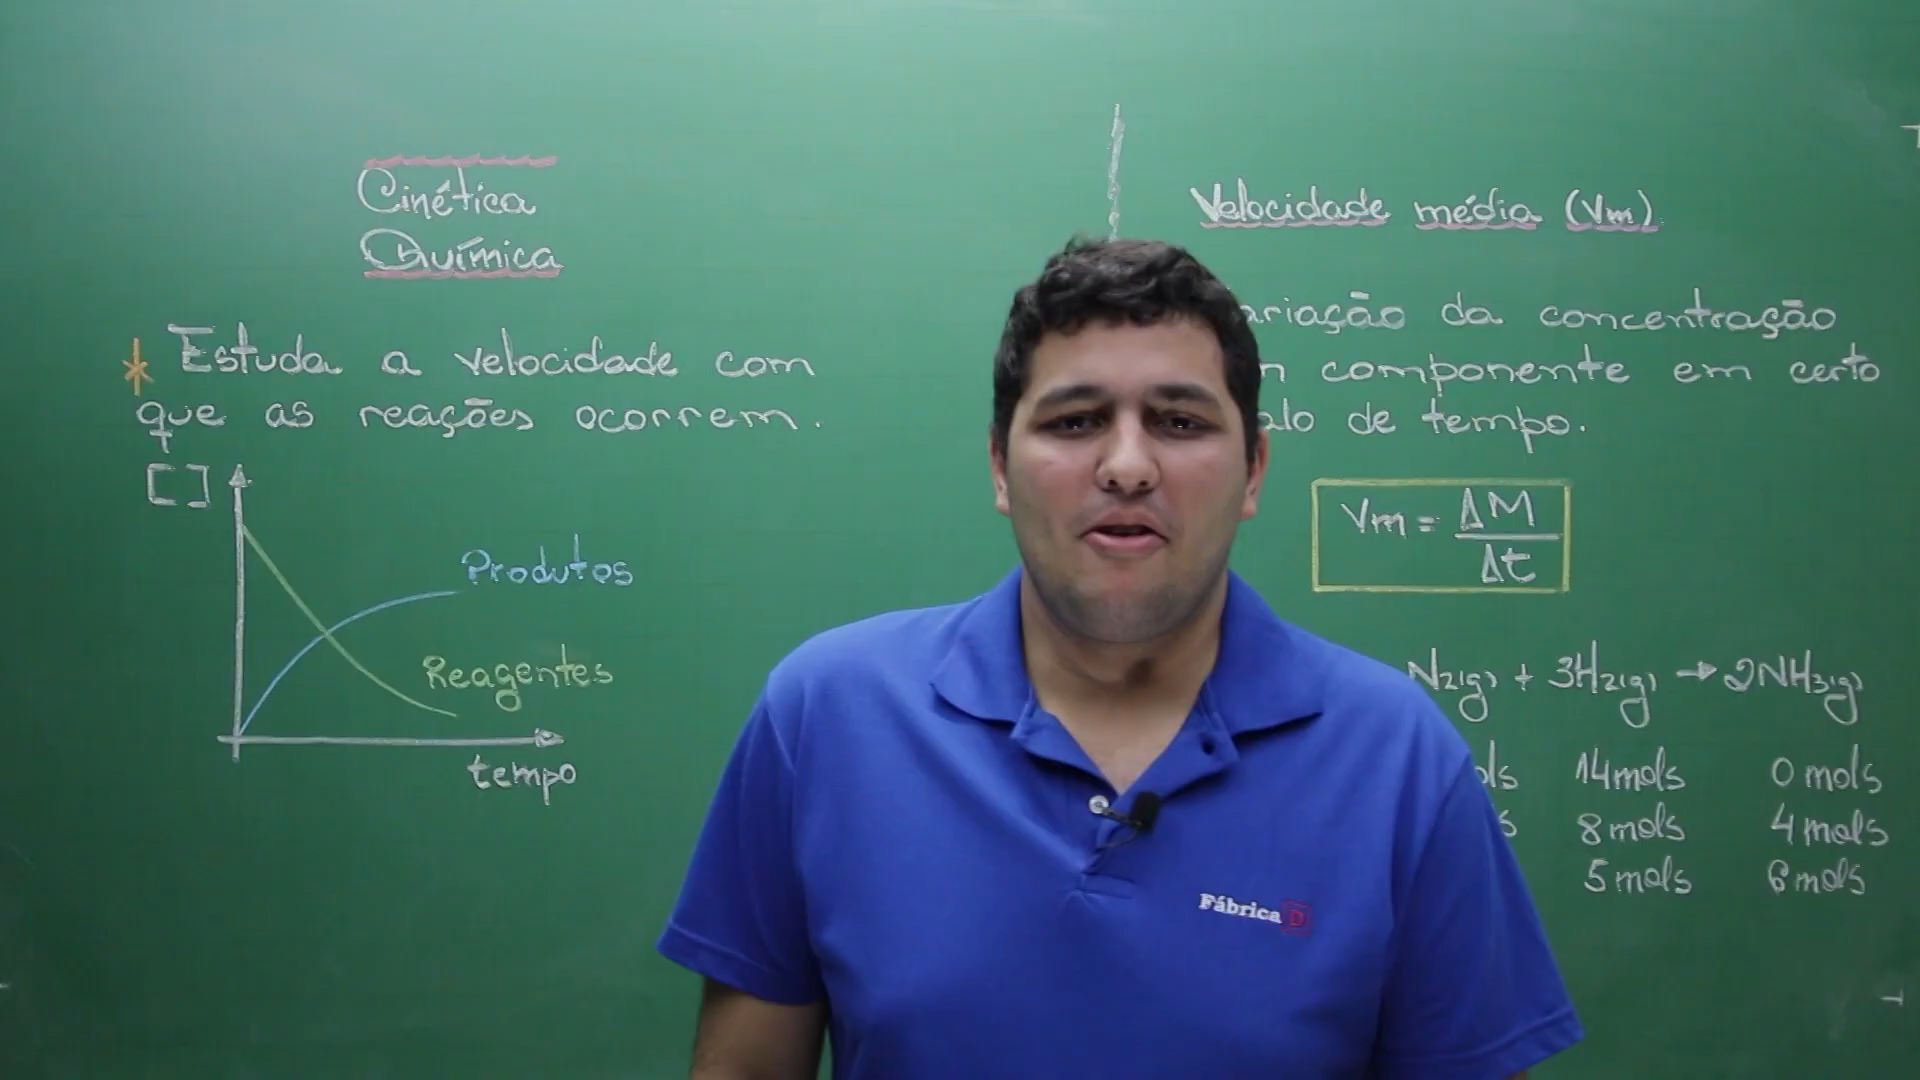 Cinética
Química
* Estuda a velocidade com
que as reações ocorrem.
[ ]
Produtos
Reagentes
tempo
Velocidade média (Vm)
ariação da concentração
componente em certo
alo de tempo.
Vm = ΔM
Δt
N2(g) + 3H2(g) → 2NH3(g)
ols 14mols 0 mols
s 8mols 4mols
5mols 6mols
Fábrica D